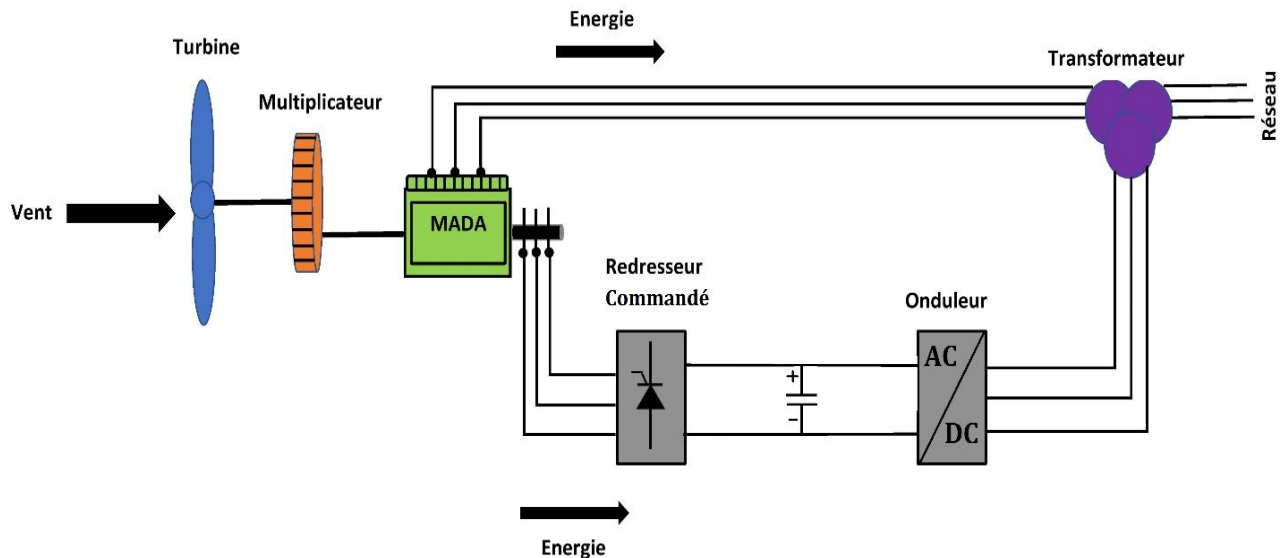 Energie
Turbine
Transformateur
Multiplicateur
Réseau
Vent
MADA
Redresseur
Commandé
Onduleur
AC
DC
+
–
Energie